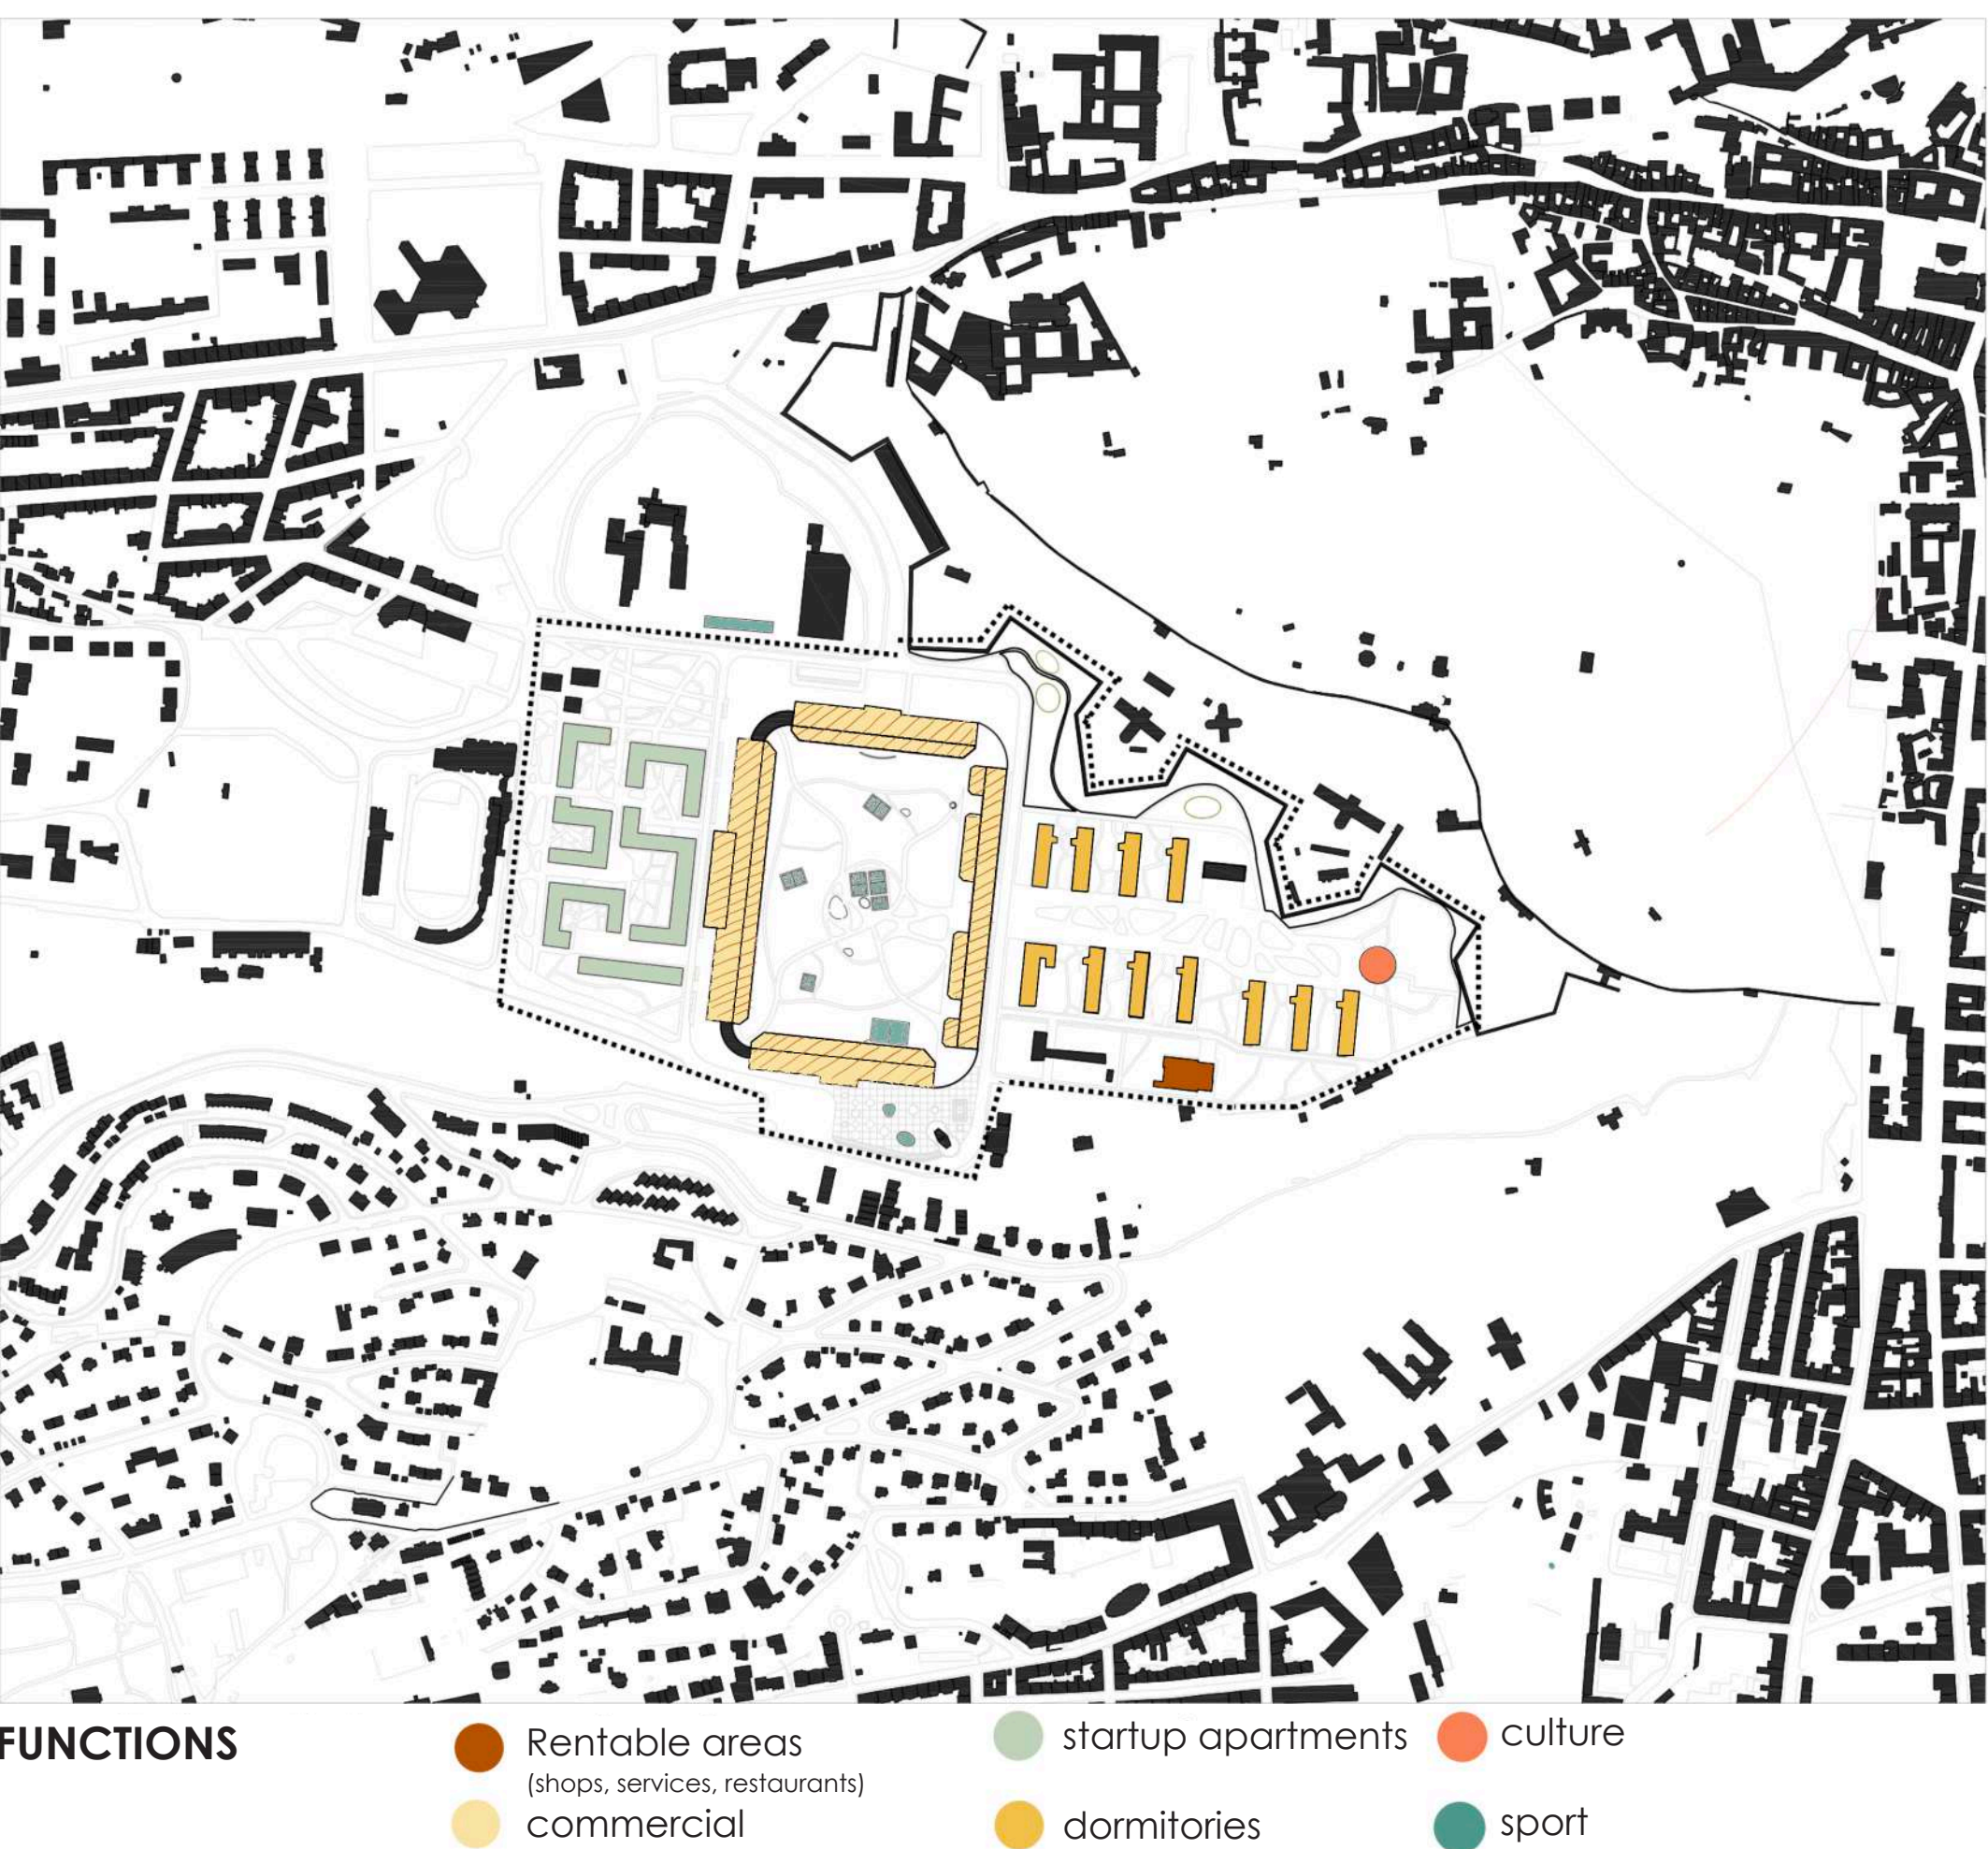 FUNCTIONS
Rentable areas
(shops, services, restaurants)
commercial
startup apartments
dormitories
culture
sport